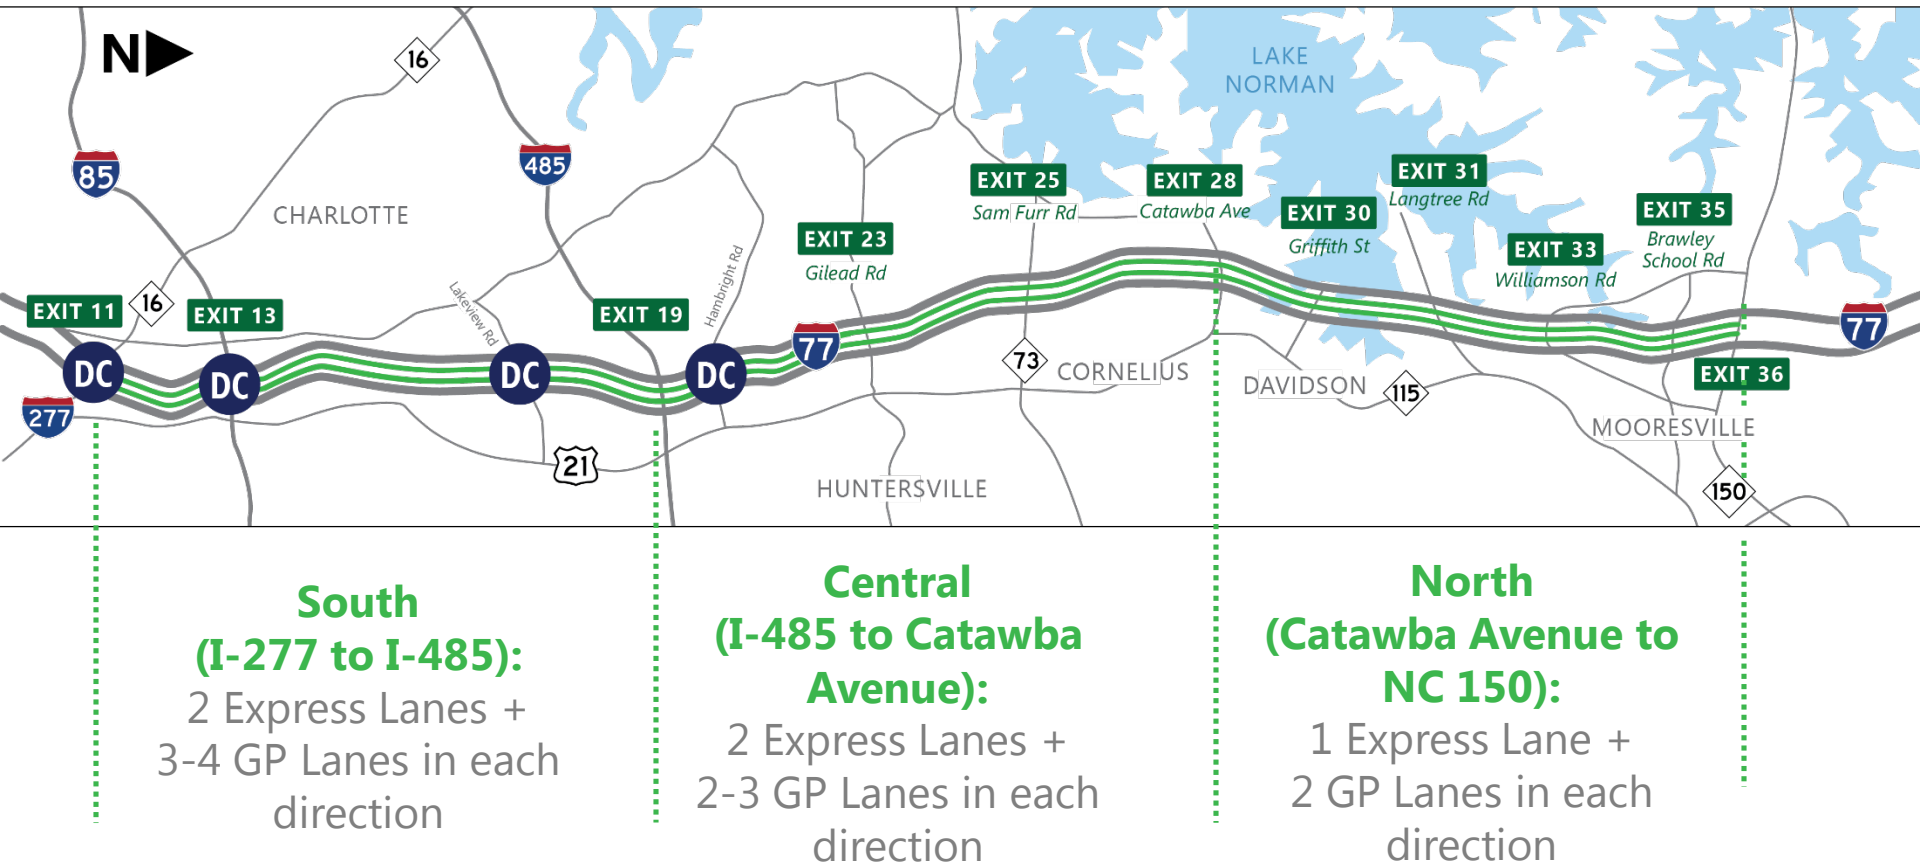 N
16
LAKE
NORMAN
85
485
CHARLOTTE
EXIT 25
Sam Furr Rd
EXIT 28
Catawba Ave
EXIT 30
Griffith St
EXIT 31
Langtree Rd
EXIT 33
Williamson Rd
EXIT 35
Brawley
School Rd
EXIT 23
Gilead Rd
Hambright Rd
Lakeview Rd
EXIT 11
16
EXIT 13
EXIT 19
77
77
DC
DC
DC
DC
277
73
CORNELIUS
DAVIDSON
115
EXIT 36
MOORESVILLE
21
HUNTERSVILLE
150
South
(I-277 to I-485):
2 Express Lanes +
3-4 GP Lanes in each
direction
Central
(I-485 to Catawba
Avenue):
2 Express Lanes +
2-3 GP Lanes in each
direction
North
(Catawba Avenue to
NC 150):
1 Express Lane +
2 GP Lanes in each
direction